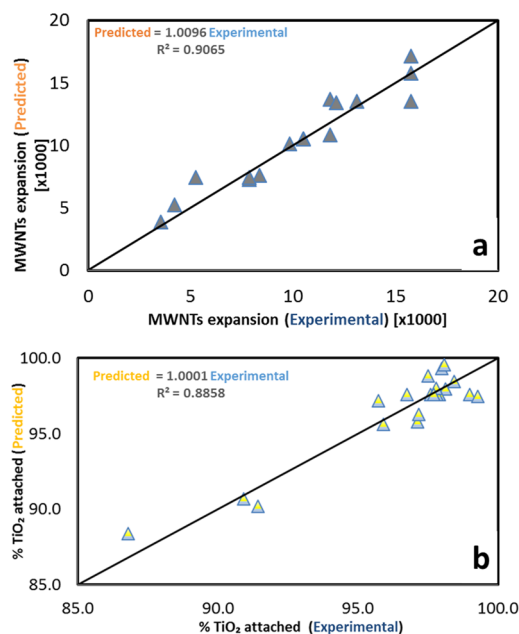 20
Predicted = 1.0096 Experimental
R² = 0.9065
15
10
5
0
MWNTs expansion (Predicted)
[x1000]
a
0 5 10 15 20
MWNTs expansion (Experimental) [x1000]
100.0
Predicted = 1.0001 Experimental
R² = 0.8858
95.0
90.0
85.0
% TiO₂ attached (Predicted)
b
85.0 90.0 95.0 100.0
% TiO₂ attached (Experimental)